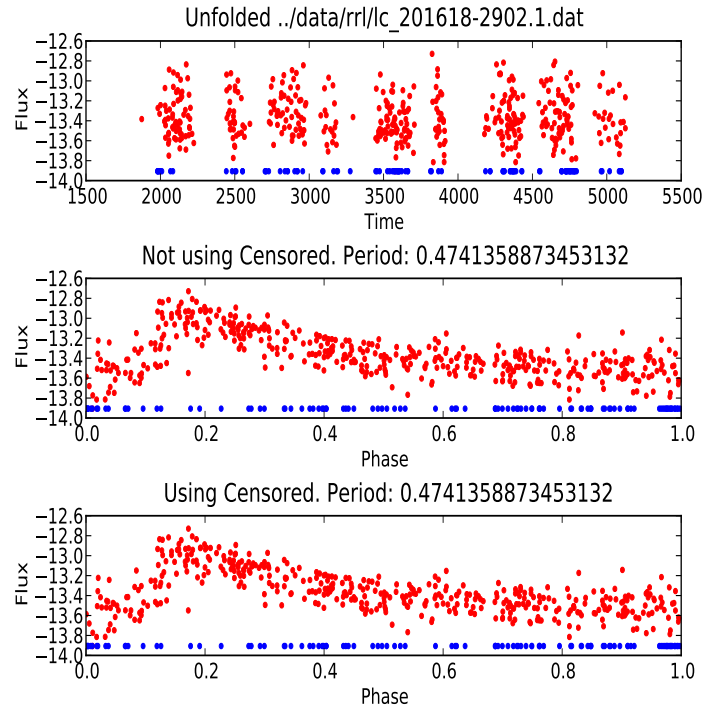 Unfolded ../data/rrl/lc_201618-2902.1.dat
−12.6
−12.8
−13.0
−13.2
−13.4
−13.6
−13.8
−14.0
Flux
1500 2000 2500 3000 3500 4000 4500 5000 5500
Time
Not using Censored. Period: 0.4741358873453132
−12.6
−12.8
−13.0
−13.2
−13.4
−13.6
−13.8
−14.0
Flux
0.0 0.2 0.4 0.6 0.8 1.0
Phase
Using Censored. Period: 0.4741358873453132
−12.6
−12.8
−13.0
−13.2
−13.4
−13.6
−13.8
−14.0
Flux
0.0 0.2 0.4 0.6 0.8 1.0
Phase